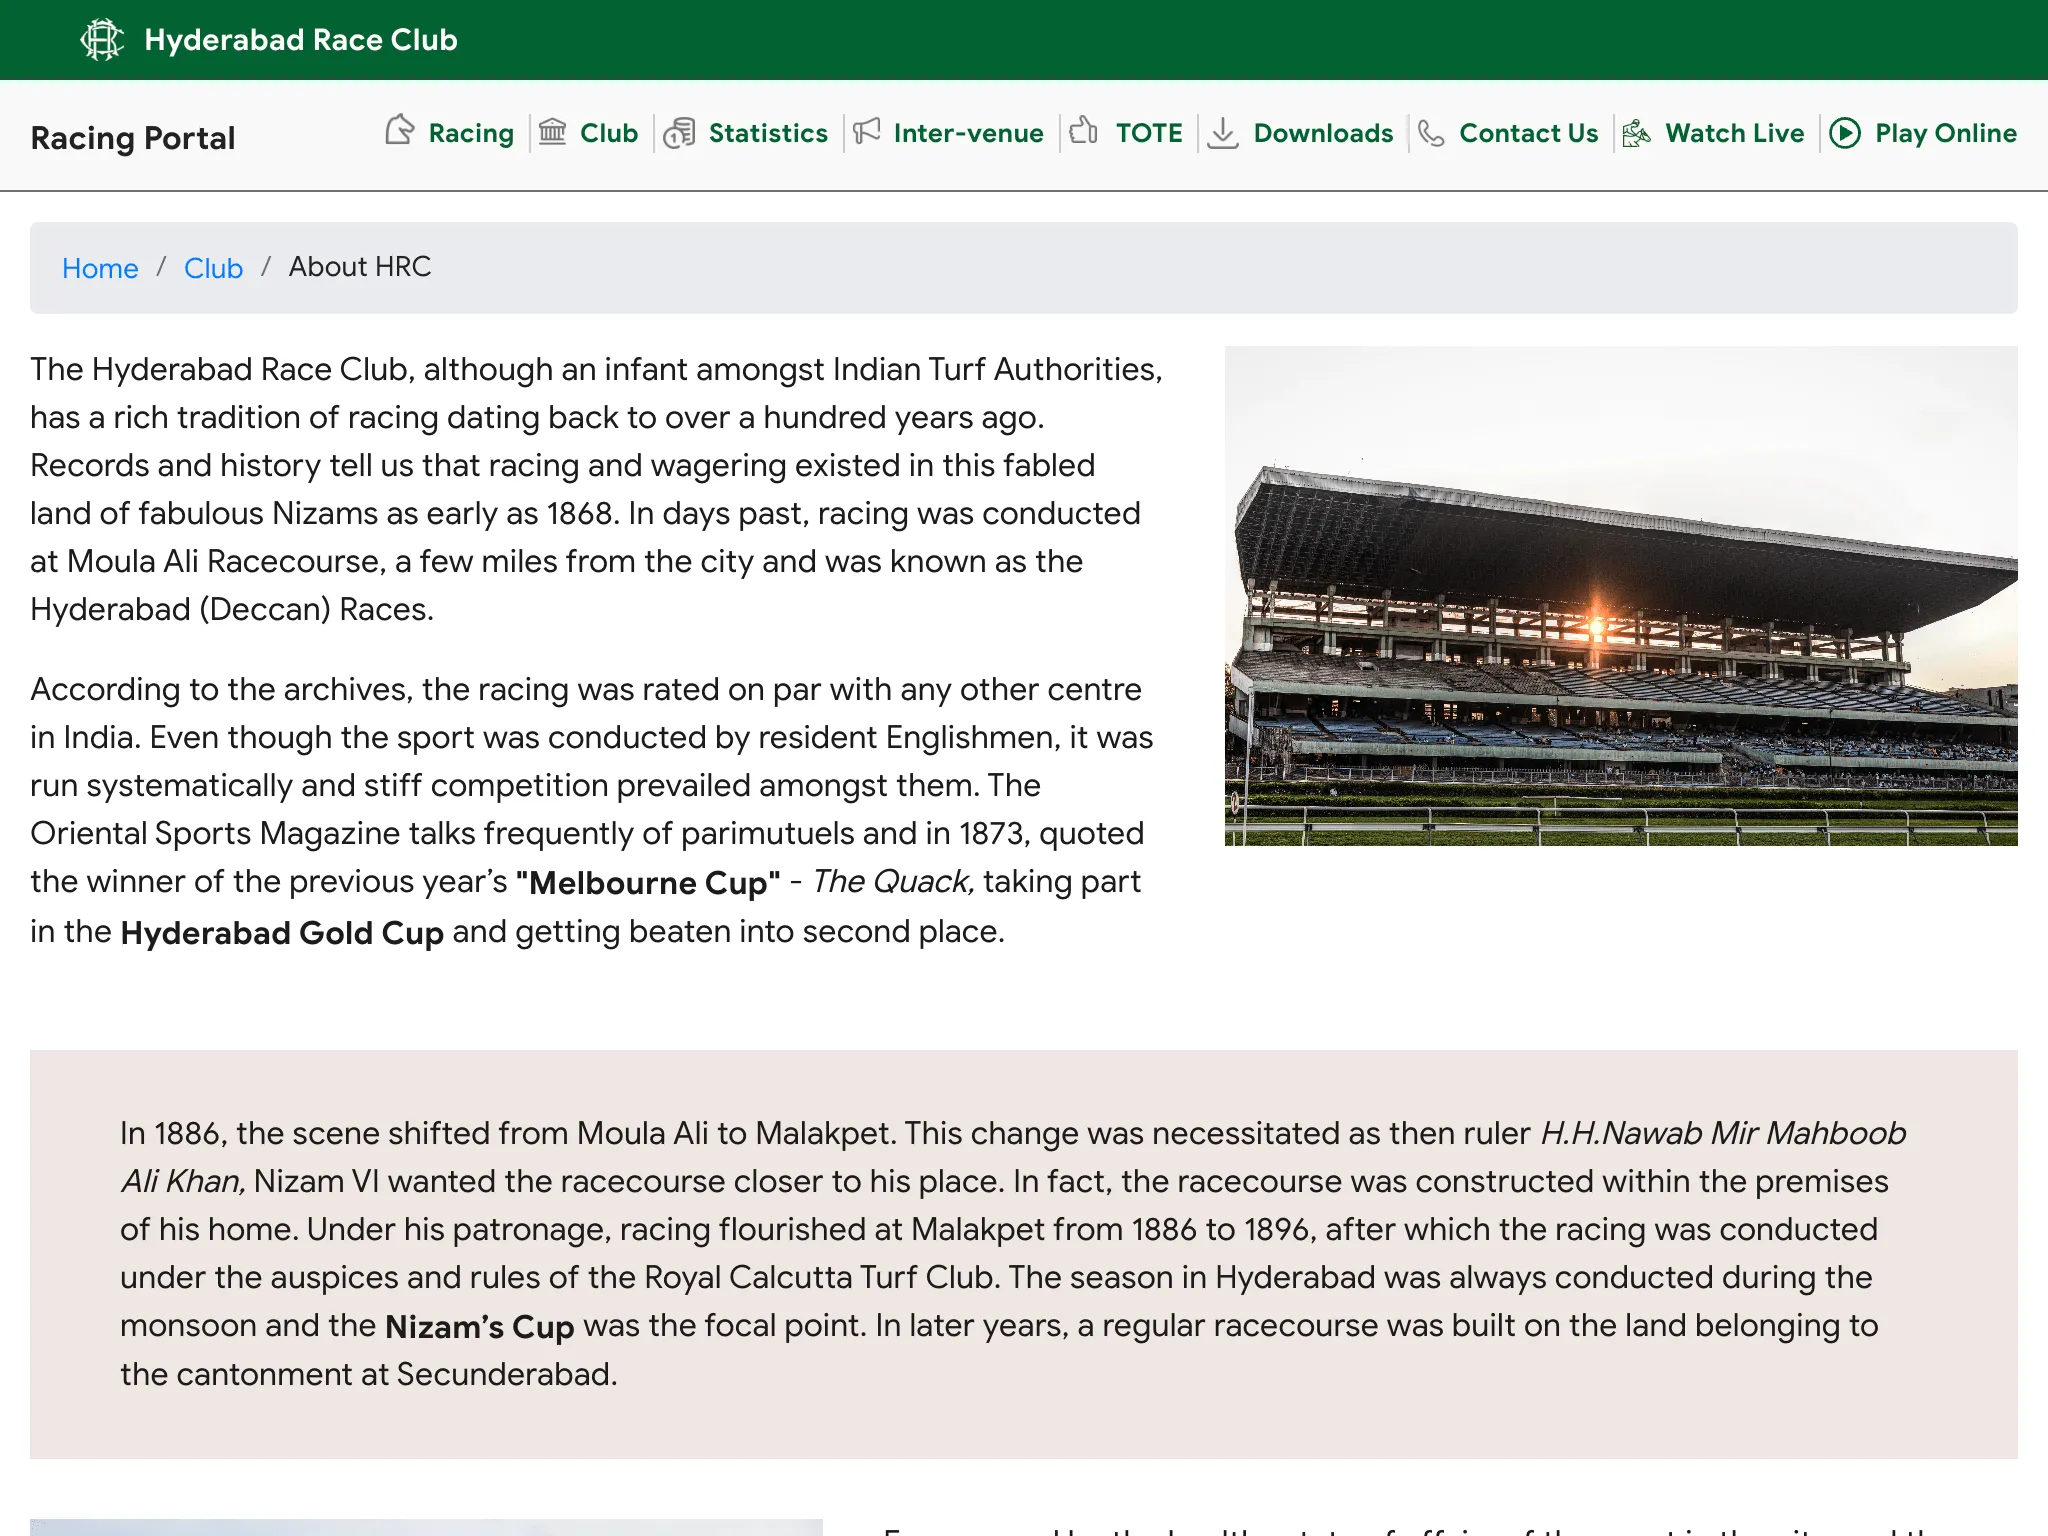 Hyderabad Race Club
Racing Portal
Racing
Club
Statistics
Inter-venue
TOTE
Downloads
Contact Us
Watch Live
Play Online
Home / Club / About HRC
The Hyderabad Race Club, although an infant amongst Indian Turf Authorities,
has a rich tradition of racing dating back to over a hundred years ago.
Records and history tell us that racing and wagering existed in this fabled
land of fabulous Nizams as early as 1868. In days past, racing was conducted
at Moula Ali Racecourse, a few miles from the city and was known as the
Hyderabad (Deccan) Races.
According to the archives, the racing was rated on par with any other centre
in India. Even though the sport was conducted by resident Englishmen, it was
run systematically and stiff competition prevailed amongst them. The
Oriental Sports Magazine talks frequently of parimutuels and in 1873, quoted
the winner of the previous year’s "Melbourne Cup" - The Quack, taking part
in the Hyderabad Gold Cup and getting beaten into second place.
In 1886, the scene shifted from Moula Ali to Malakpet. This change was necessitated as then ruler H.H.Nawab Mir Mahboob
Ali Khan, Nizam VI wanted the racecourse closer to his place. In fact, the racecourse was constructed within the premises
of his home. Under his patronage, racing flourished at Malakpet from 1886 to 1896, after which the racing was conducted
under the auspices and rules of the Royal Calcutta Turf Club. The season in Hyderabad was always conducted during the
monsoon and the Nizam’s Cup was the focal point. In later years, a regular racecourse was built on the land belonging to
the cantonment at Secunderabad.